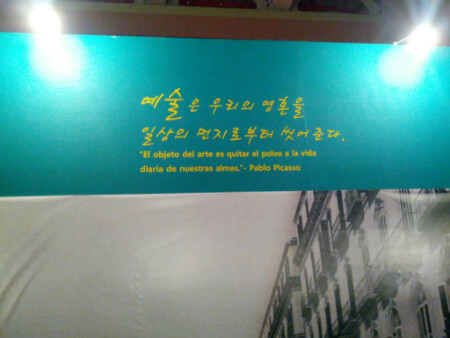 예술은 우리의 영혼을
일상의 먼지로부터 씻어준다.
"El objeto del arte es quitar el polvo a la vida
diaria de nuestras almas."- Pablo Picasso